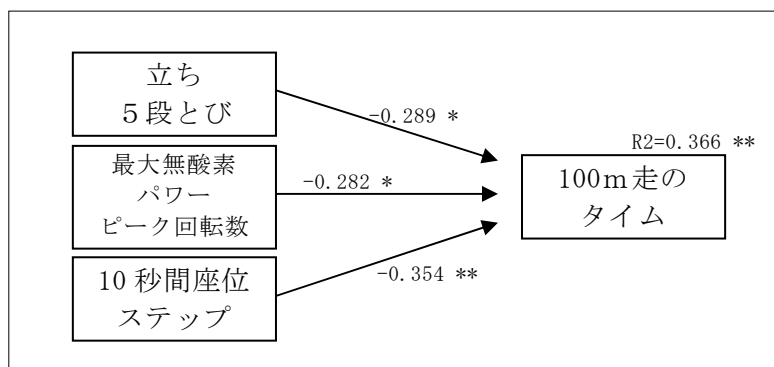 立ち
５段とび
-0.289 *
R2=0.366 **
最大無酸素
パワー
ピーク回転数
-0.282 *
100ｍ走の
タイム
10 秒間座位
ステップ
-0.354 **